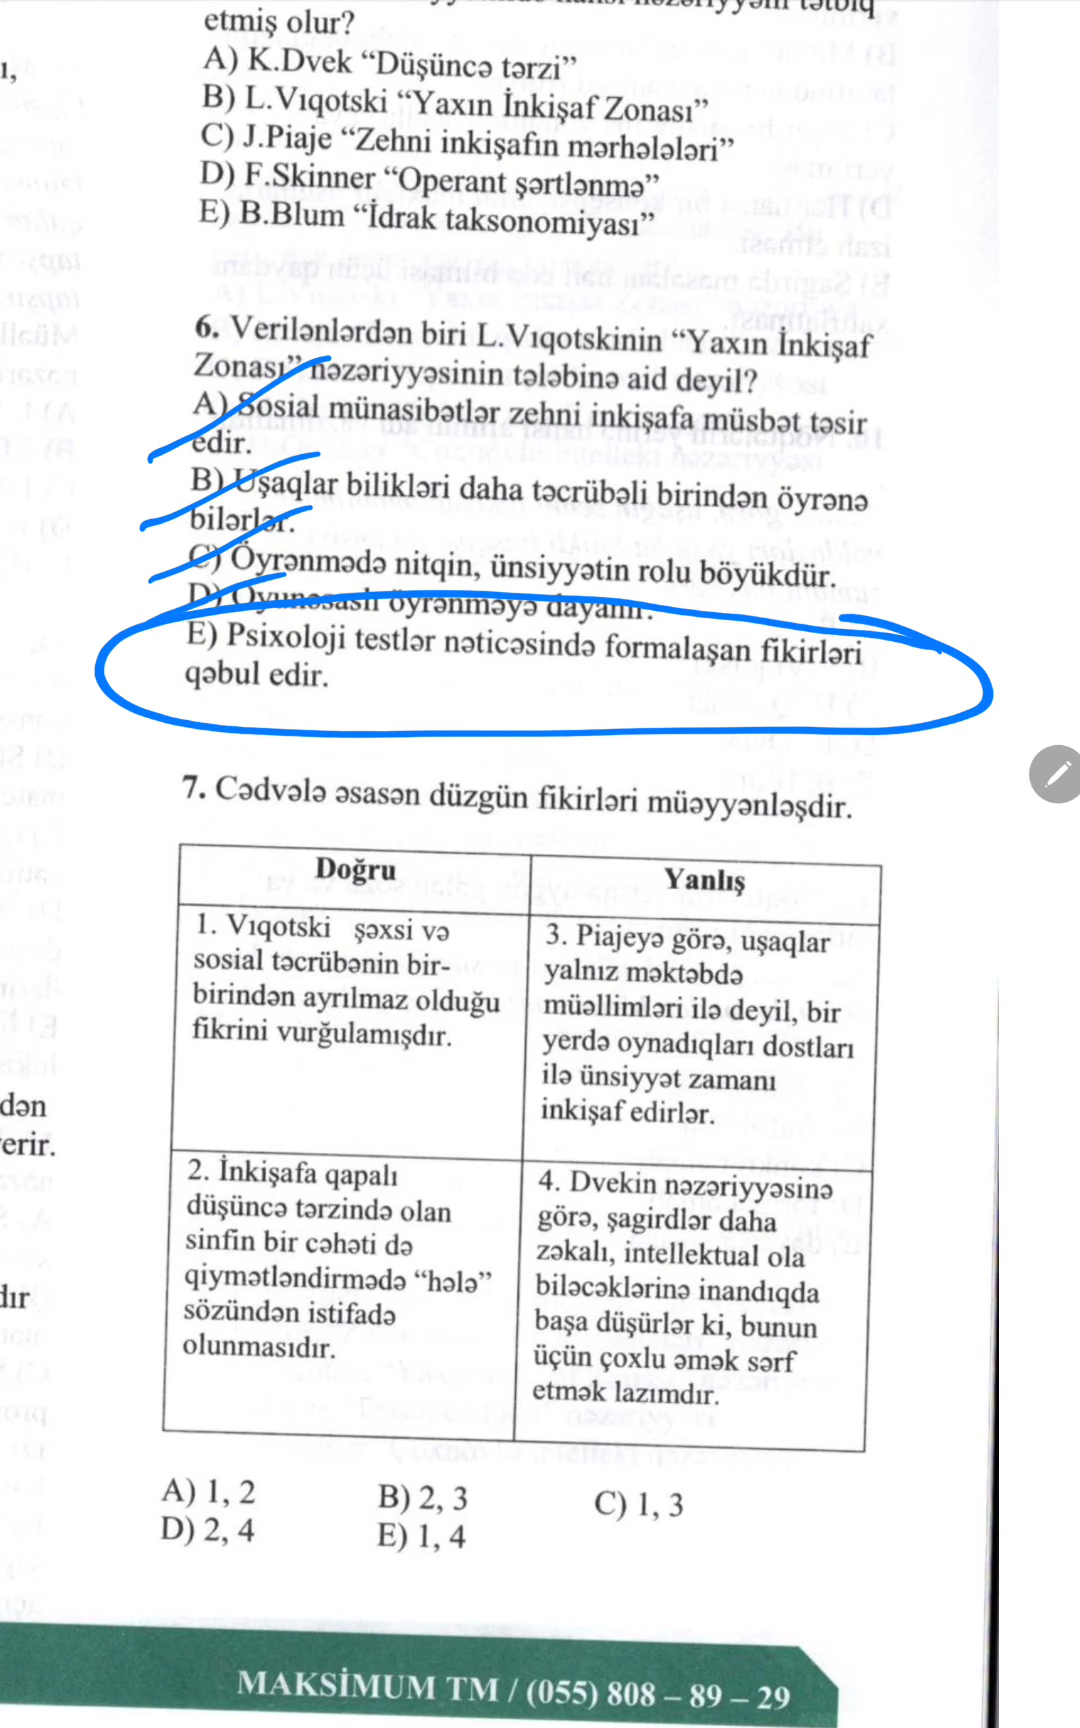 etmiş olur?
A) K.Dvek “Düşüncə tərzi”
B) L.Vıqotski “Yaxın İnkişaf Zonası”
C) J.Piaje “Zehni inkişafın mərhələləri”
D) F.Skinner “Operant şərtlənmə”
E) B.Blum “İdrak taksonomiyası”
6. Verilənlərdən biri L.Vıqotskinin “Yaxın İnkişaf
Zonası” nəzəriyyəsinin tələbinə aid deyil?
A) Sosial münasibətlər zehni inkişafa müsbət təsir
edir.
B) Uşaqlar bilikləri daha təcrübəli birindən öyrənə
bilərlər.
C) Öyrənmədə nitqin, ünsiyyətin rolu böyükdür.
D) Oyunəsaslı öyrənməyə dayanır.
E) Psixoloji testlər nəticəsində formalaşan fikirləri
qəbul edir.
7. Cədvələ əsasən düzgün fikirləri müəyyənləşdir.
Doğru
Yanlış
1. Vıqotski şəxsi və
sosial təcrübənin bir-
birindən ayrılmaz olduğu
fikrini vurğulamışdır.
3. Piajeyə görə, uşaqlar
yalnız məktəbdə
müəllimləri ilə deyil, bir
yerdə oynadıqları dostları
ilə ünsiyyət zamanı
inkişaf edirlər.
2. İnkişafa qapalı
düşüncə tərzində olan
sinfin bir cəhəti də
qiymətləndirmədə “hələ”
sözündən istifadə
olunmasıdır.
4. Dvekin nəzəriyyəsinə
görə, şagirdlər daha
zəkalı, intellektual ola
biləcəklərinə inandıqda
başa düşürlər ki, bunun
üçün çoxlu əmək sərf
etmək lazımdır.
A) 1, 2 B) 2, 3 C) 1, 3
D) 2, 4 E) 1, 4
MAKSİMUM TM / (055) 808 – 89 – 29